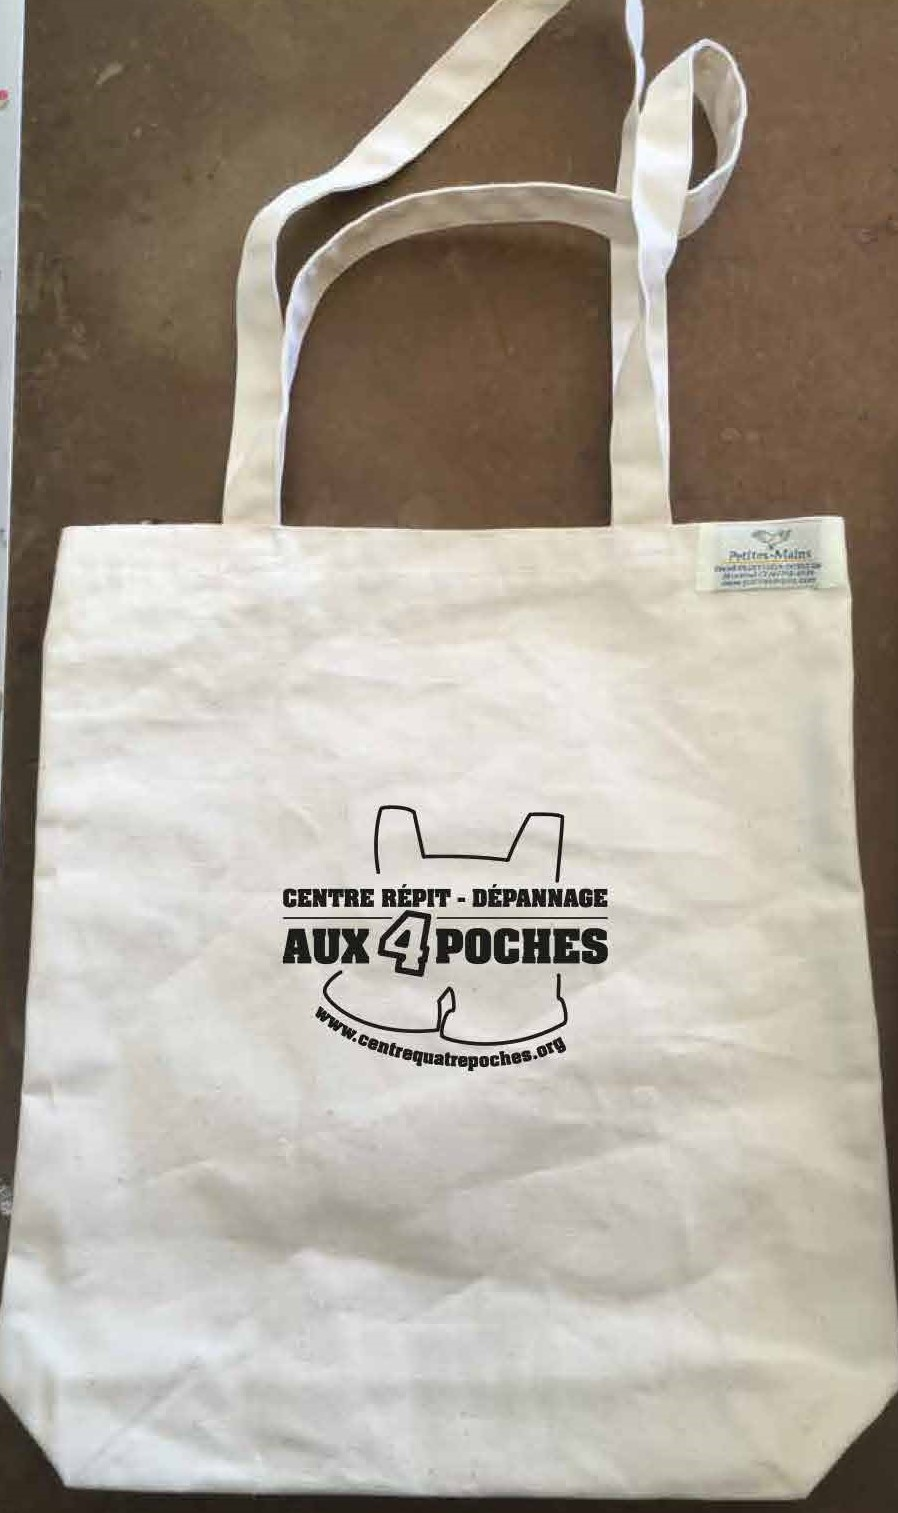 Petites-Mains
CENTRE RÉPIT - DÉPANNAGE
AUX 4 POCHES
www.centrequatrepoches.org